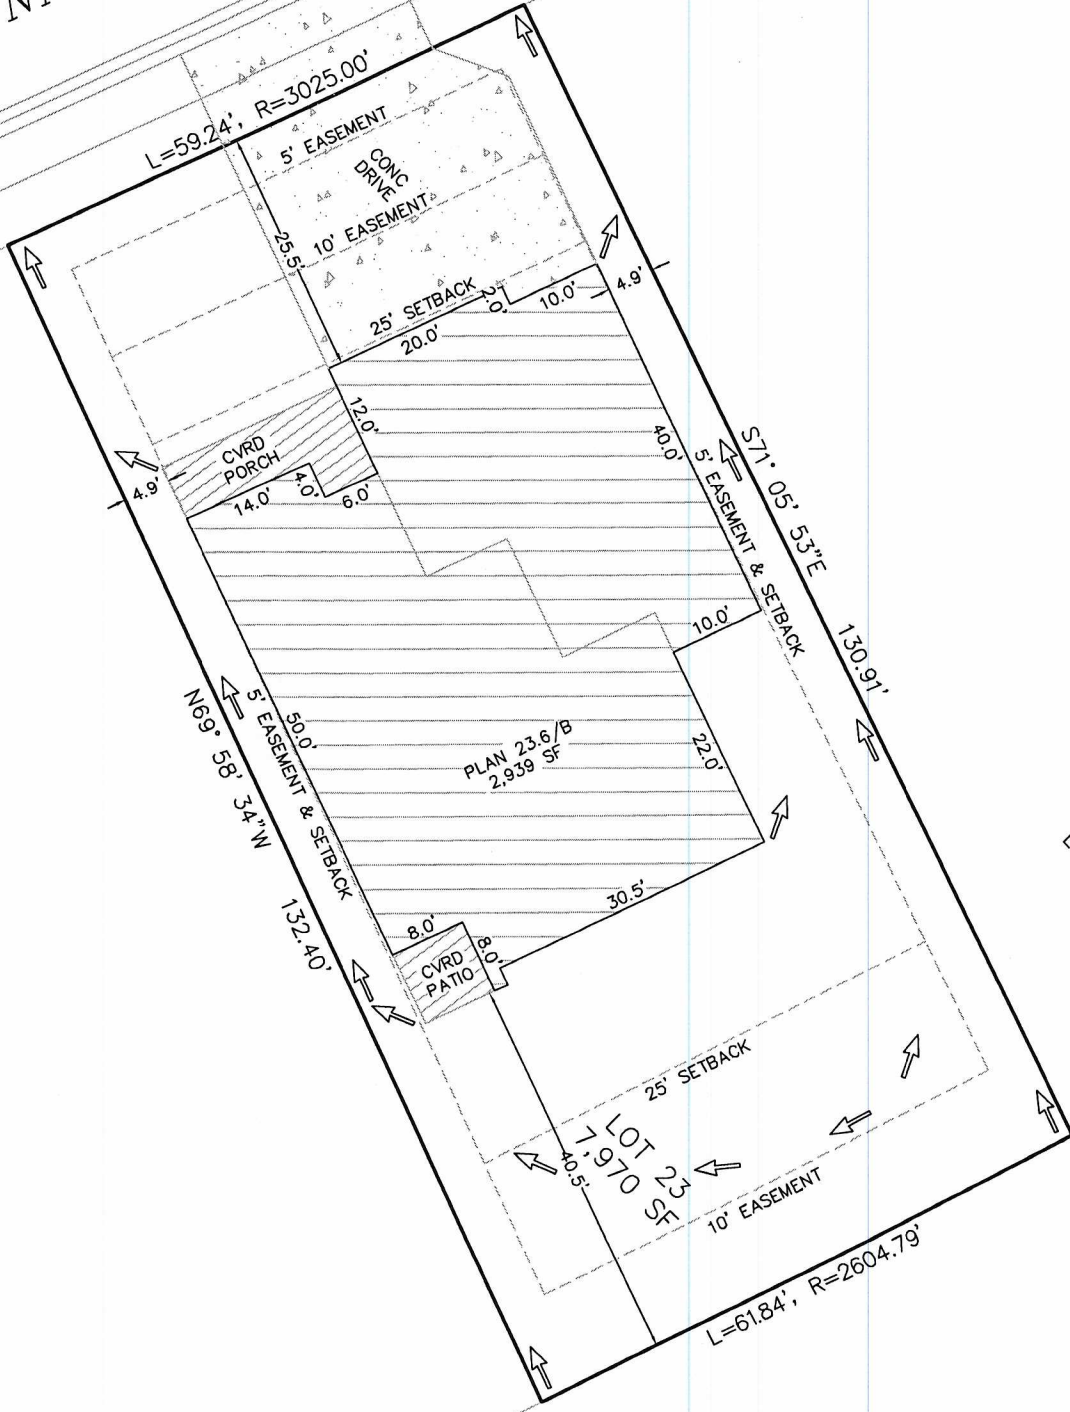 L=59.24', R=3025.00'
5' EASEMENT
CONC
DRIVE
10' EASEMENT
25.5'
25' SETBACK
2.0'
10.0'
4.9'
20.0'
12.0'
CVRD
PORCH
14.0'
4.0'
6.0'
4.9'
40.0'
5' EASEMENT & SETBACK
S71° 05' 53"E
130.91'
10.0'
22.0'
PLAN 23.6/B
2,939 SF
50.0'
5' EASEMENT & SETBACK
N69° 58' 34"W
132.40'
30.5'
8.0'
8.0'
CVRD
PATIO
25' SETBACK
LOT 23
7,970 SF
40.5'
10' EASEMENT
L=61.84', R=2604.79'